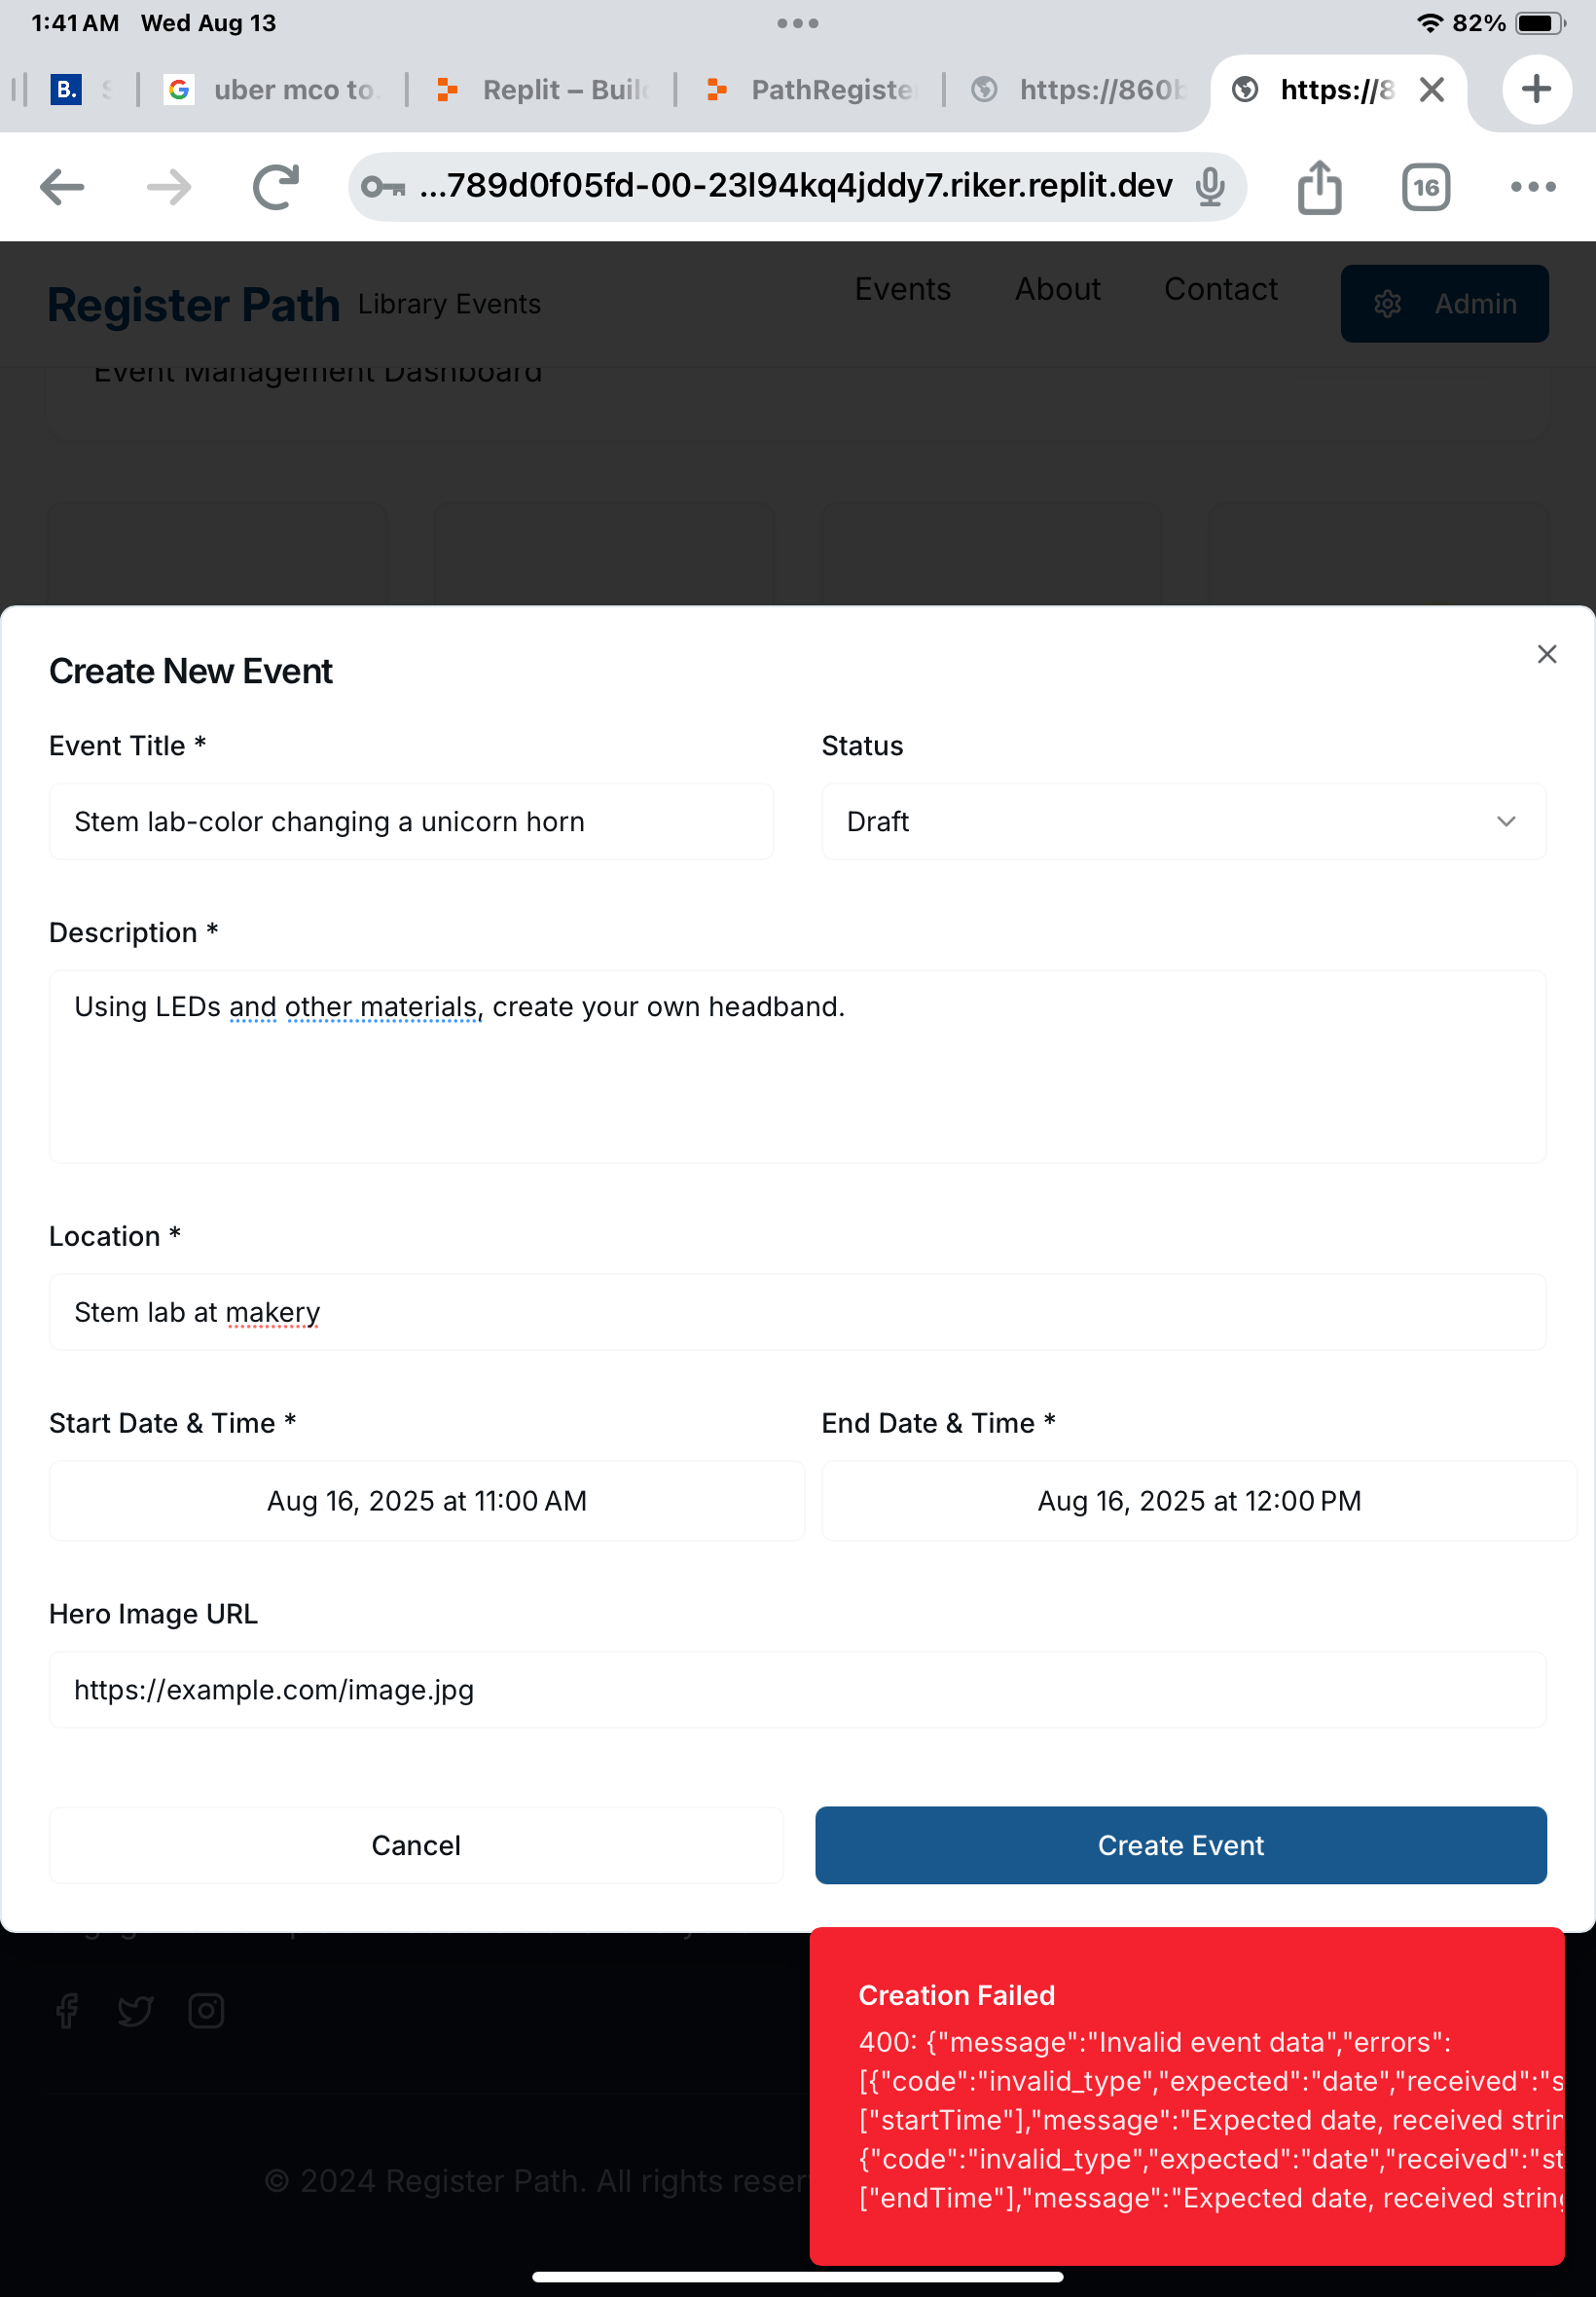 1:41 AM Wed Aug 13
82%
B.
uber mco to
Replit – Buil
PathRegiste
https://860b
https://8
...789d0f05fd-00-23l94kq4jddy7.riker.replit.dev
16
Register Path Library Events
Events
About
Contact
Admin
Event Management Dashboard
Create New Event
Event Title *
Status
Stem lab-color changing a unicorn horn
Draft
Description *
Using LEDs and other materials, create your own headband.
Location *
Stem lab at makery
Start Date & Time *
End Date & Time *
Aug 16, 2025 at 11:00 AM
Aug 16, 2025 at 12:00 PM
Hero Image URL
https://example.com/image.jpg
Cancel
Create Event
© 2024 Register Path. All rights reser
Creation Failed
400: {"message":"Invalid event data","errors":
[{"code":"invalid_type","expected":"date","received":"s
["startTime"],"message":"Expected date, received strin
{"code":"invalid_type","expected":"date","received":"st
["endTime"],"message":"Expected date, received string